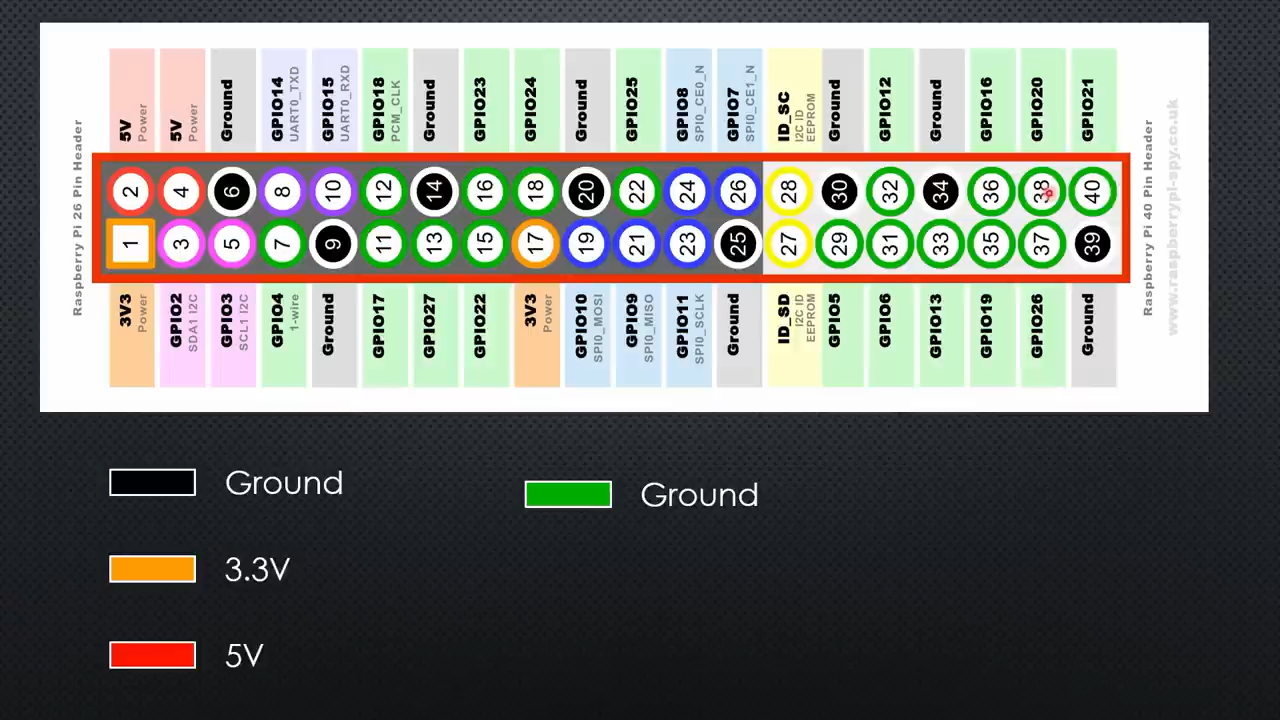 Raspberry Pi 26 Pin Header
5V Power
5V Power
Ground
GPIO14 UART0_TXD
GPIO15 UART0_RXD
GPIO18 PCM_CLK
Ground
GPIO23
GPIO24
Ground
GPIO25
GPIO8 SPI0_CE0_N
GPIO7 SPI0_CE1_N
ID_SC I2C ID EEPROM
Ground
GPIO12
Ground
GPIO16
GPIO20
GPIO21
2 4 6 8 10 12 14 16 18 20 22 24 26 28 30 32 34 36 38 40
1 3 5 7 9 11 13 15 17 19 21 23 25 27 29 31 33 35 37 39
3V3 Power
GPIO2 SDA1 I2C
GPIO3 SCL1 I2C
GPIO4 1-wire
Ground
GPIO17
GPIO27
GPIO22
3V3 Power
GPIO10 SPI0_MOSI
GPIO9 SPI0_MISO
GPIO11 SPI0_SCLK
Ground
ID_SD I2C ID EEPROM
GPIO5
GPIO6
GPIO13
GPIO19
GPIO26
Ground
Raspberry Pi 40 Pin Header
www.raspberrypi-spy.co.uk
Ground
Ground
3.3V
5V